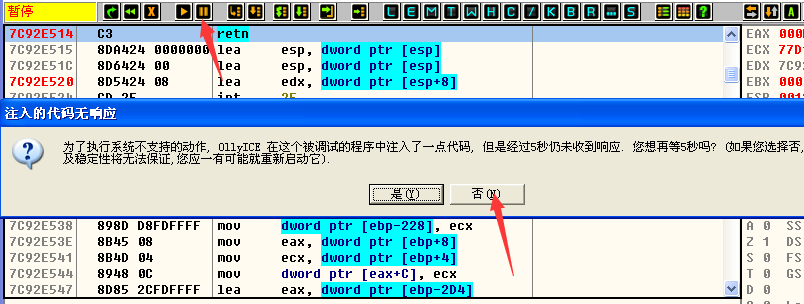 暂停 L E M T W H C / K B R ... S
7C92E514 C3 retn EAX 000
7C92E515 8DA424 0000000 lea esp, dword ptr [esp] ECX 77D1
7C92E51C 8D6424 00 lea esp, dword ptr [esp] EDX 7C92
7C92E520 8D5424 08 lea edx, dword ptr [esp+8] EBX 000
7C92E524 CD 2E int 2E ESP 001
注入的代码无响应
为了执行系统不支持的动作, OllyICE 在这个被调试的程序中注入了一点代码, 但是经过5秒仍未收到响应. 您想再等5秒吗? (如果您选择否,
及稳定性将无法保证,您应一有可能就重新启动它).
是(Y) 否(N)
7C92E538 898D D8FDFFFF mov dword ptr [ebp-228], ecx A 0 SS
7C92E53E 8B45 08 mov eax, dword ptr [ebp+8] Z 1 DS
7C92E541 8B4D 04 mov ecx, dword ptr [ebp+4] S 0 FS
7C92E544 8948 0C mov dword ptr [eax+C], ecx T 0 GS
7C92E547 8D85 2CFDFFFF lea eax, dword ptr [ebp-2D4] D 0